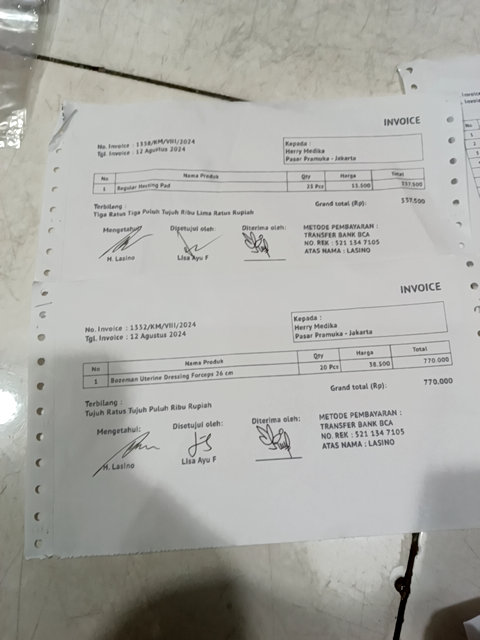 INVOICE
No. Invoice : 1338/KM/VIII/2024
Tgl. Invoice : 12 Agustus 2024
Kepada :
Herry Medika
Pasar Pramuka - Jakarta
No Nama Produk Qty Harga Total
1 Regular Heating Pad 25 Pcs 13.500 337.500
Terbilang :
Tiga Ratus Tiga Puluh Tujuh Ribu Lima Ratus Rupiah
Grand total (Rp): 337.500
Mengetahui: Disetujui oleh: Diterima oleh:
H. Lasino Lisa Ayu F
METODE PEMBAYARAN :
TRANSFER BANK BCA
NO. REK : 521 134 7105
ATAS NAMA : LASINO
INVOICE
No. Invoice : 1332/KM/VIII/2024
Tgl. Invoice : 12 Agustus 2024
Kepada :
Herry Medika
Pasar Pramuka - Jakarta
No Nama Produk Qty Harga Total
1 Bozeman Uterine Dressing Forceps 26 cm 20 Pcs 38.500 770.000
Terbilang :
Tujuh Ratus Tujuh Puluh Ribu Rupiah
Grand total (Rp): 770.000
Mengetahui: Disetujui oleh: Diterima oleh:
H. Lasino Lisa Ayu F
METODE PEMBAYARAN :
TRANSFER BANK BCA
NO. REK : 521 134 7105
ATAS NAMA : LASINO